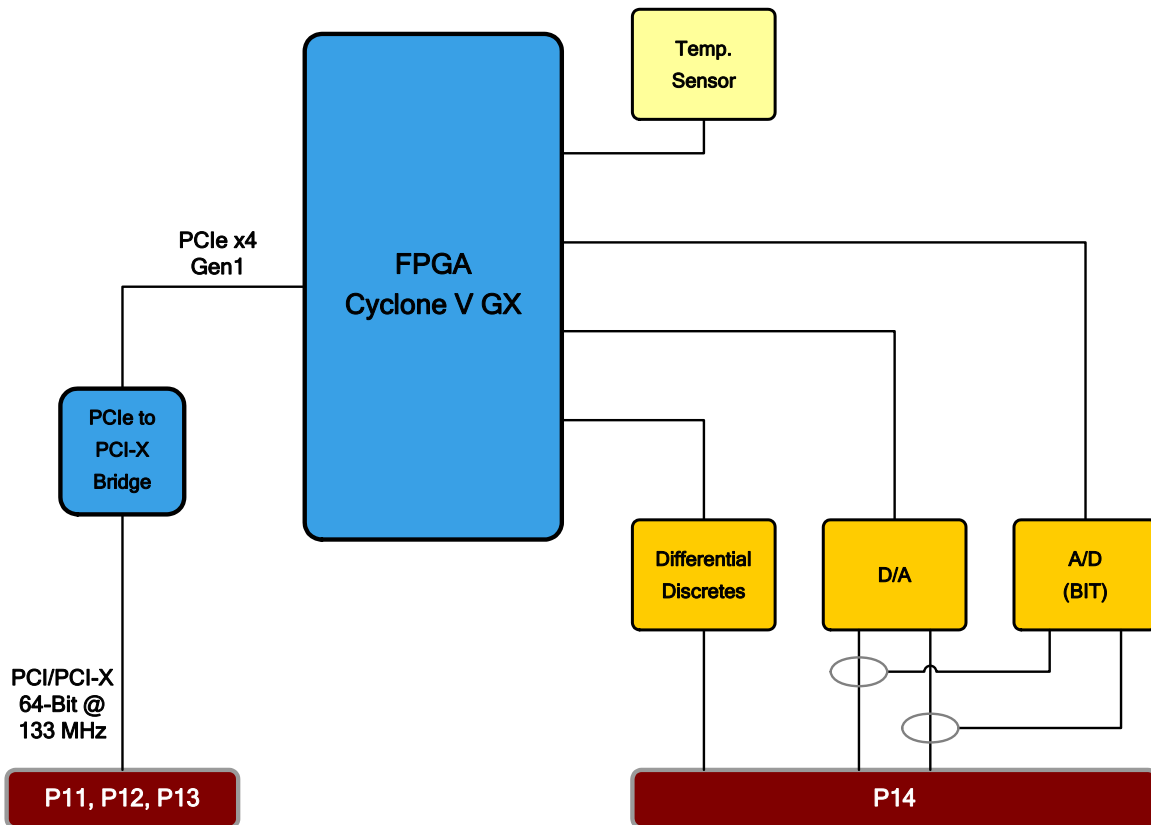 Temp.
Sensor
PCIe x4
Gen1
FPGA
Cyclone V GX
PCIe to
PCI-X
Bridge
Differential
Discretes
D/A
A/D
(BIT)
PCI/PCI-X
64-Bit @
133 MHz
P11, P12, P13
P14